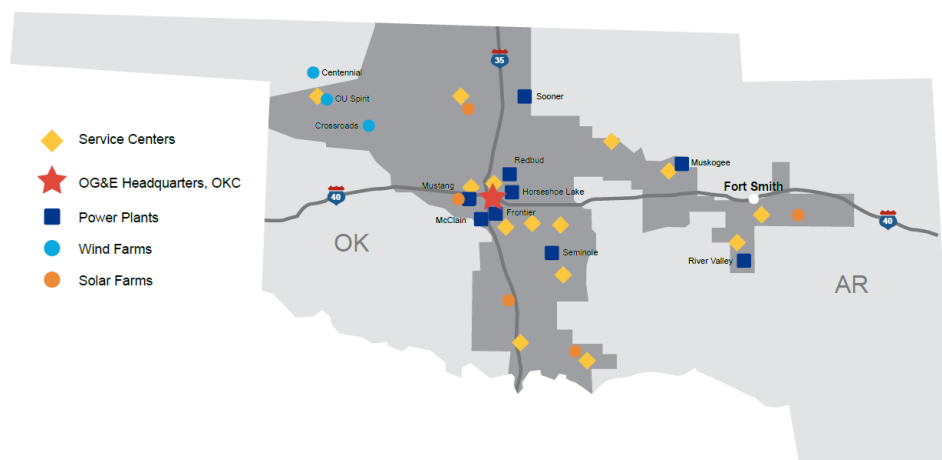 35
Centennial
OU Spirit
Sooner
Crossroads
Service Centers
OG&E Headquarters, OKC
Power Plants
Wind Farms
Solar Farms
Redbud
Muskogee
Mustang
Horseshoe Lake
Fort Smith
40
McClain
Frontier
40
OK
Seminole
River Valley
AR